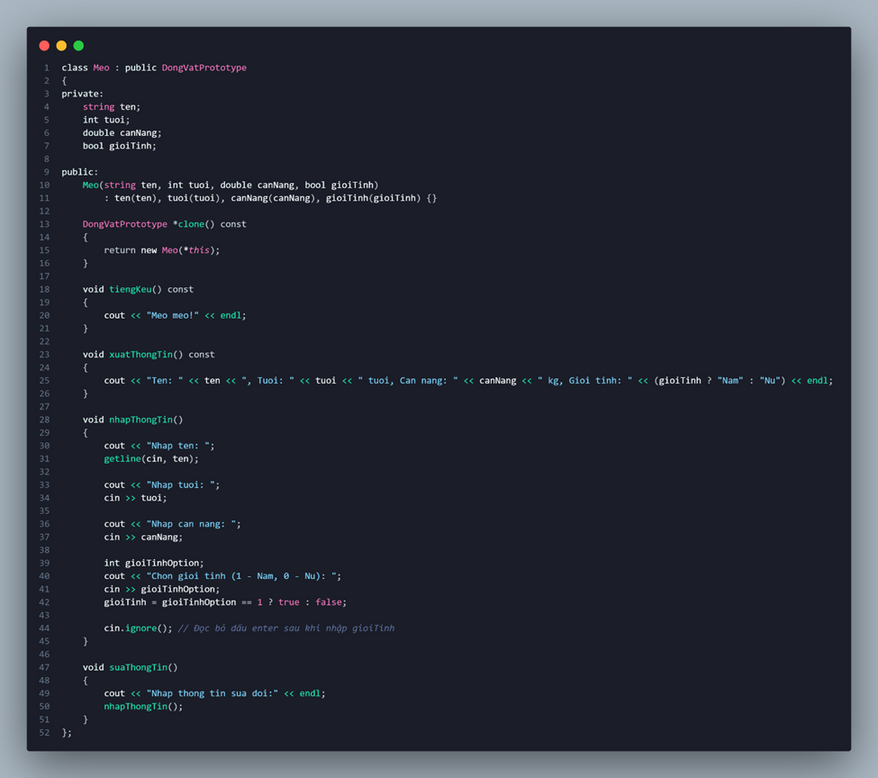 1 class Meo : public DongVatPrototype
2 {
3 private:
4 string ten;
5 int tuoi;
6 double canNang;
7 bool gioiTinh;
8
9 public:
10 Meo(string ten, int tuoi, double canNang, bool gioiTinh)
11 : ten(ten), tuoi(tuoi), canNang(canNang), gioiTinh(gioiTinh) {}
12
13 DongVatPrototype *clone() const
14 {
15 return new Meo(*this);
16 }
17
18 void tiengKeu() const
19 {
20 cout << "Meo meo!" << endl;
21 }
22
23 void xuatThongTin() const
24 {
25 cout << "Ten: " << ten << ", Tuoi: " << tuoi << " tuoi, Can nang: " << canNang << " kg, Gioi tinh: " << (gioiTinh ? "Nam" : "Nu") << endl;
26 }
27
28 void nhapThongTin()
29 {
30 cout << "Nhap ten: ";
31 getline(cin, ten);
32
33 cout << "Nhap tuoi: ";
34 cin >> tuoi;
35
36 cout << "Nhap can nang: ";
37 cin >> canNang;
38
39 int gioiTinhOption;
40 cout << "Chon gioi tinh (1 - Nam, 0 - Nu): ";
41 cin >> gioiTinhOption;
42 gioiTinh = gioiTinhOption == 1 ? true : false;
43
44 cin.ignore(); // Đọc bỏ dấu enter sau khi nhập gioiTinh
45 }
46
47 void suaThongTin()
48 {
49 cout << "Nhap thong tin sua doi:" << endl;
50 nhapThongTin();
51 }
52 };